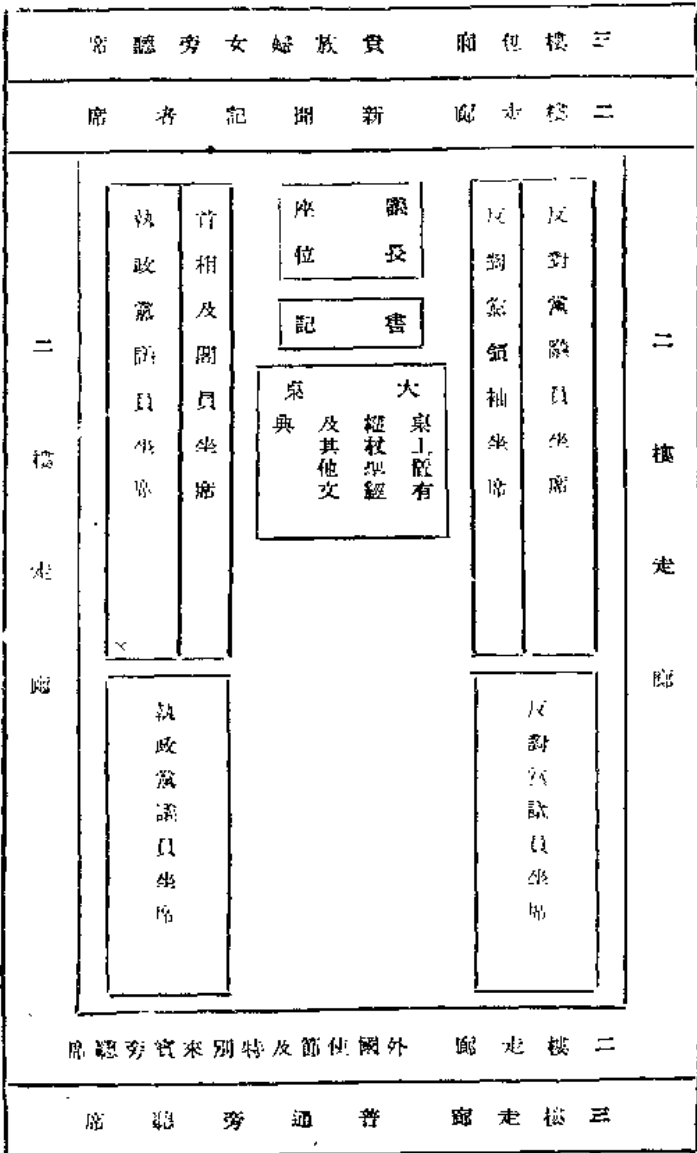 三樓包廂 貴族婦女旁聽席
二樓走廊 新聞記者席
二樓走廊
反對黨議員坐席
反對黨領袖坐席
議長
座位
書記
大桌
桌上置有
權杖聖經
及其他文
典
首相及閣員坐席
執政黨議員坐席
二樓走廊
反對黨議員坐席
執政黨議員坐席
二樓走廊 外國使節及特別來賓旁聽席
三樓走廊 普通旁聽席